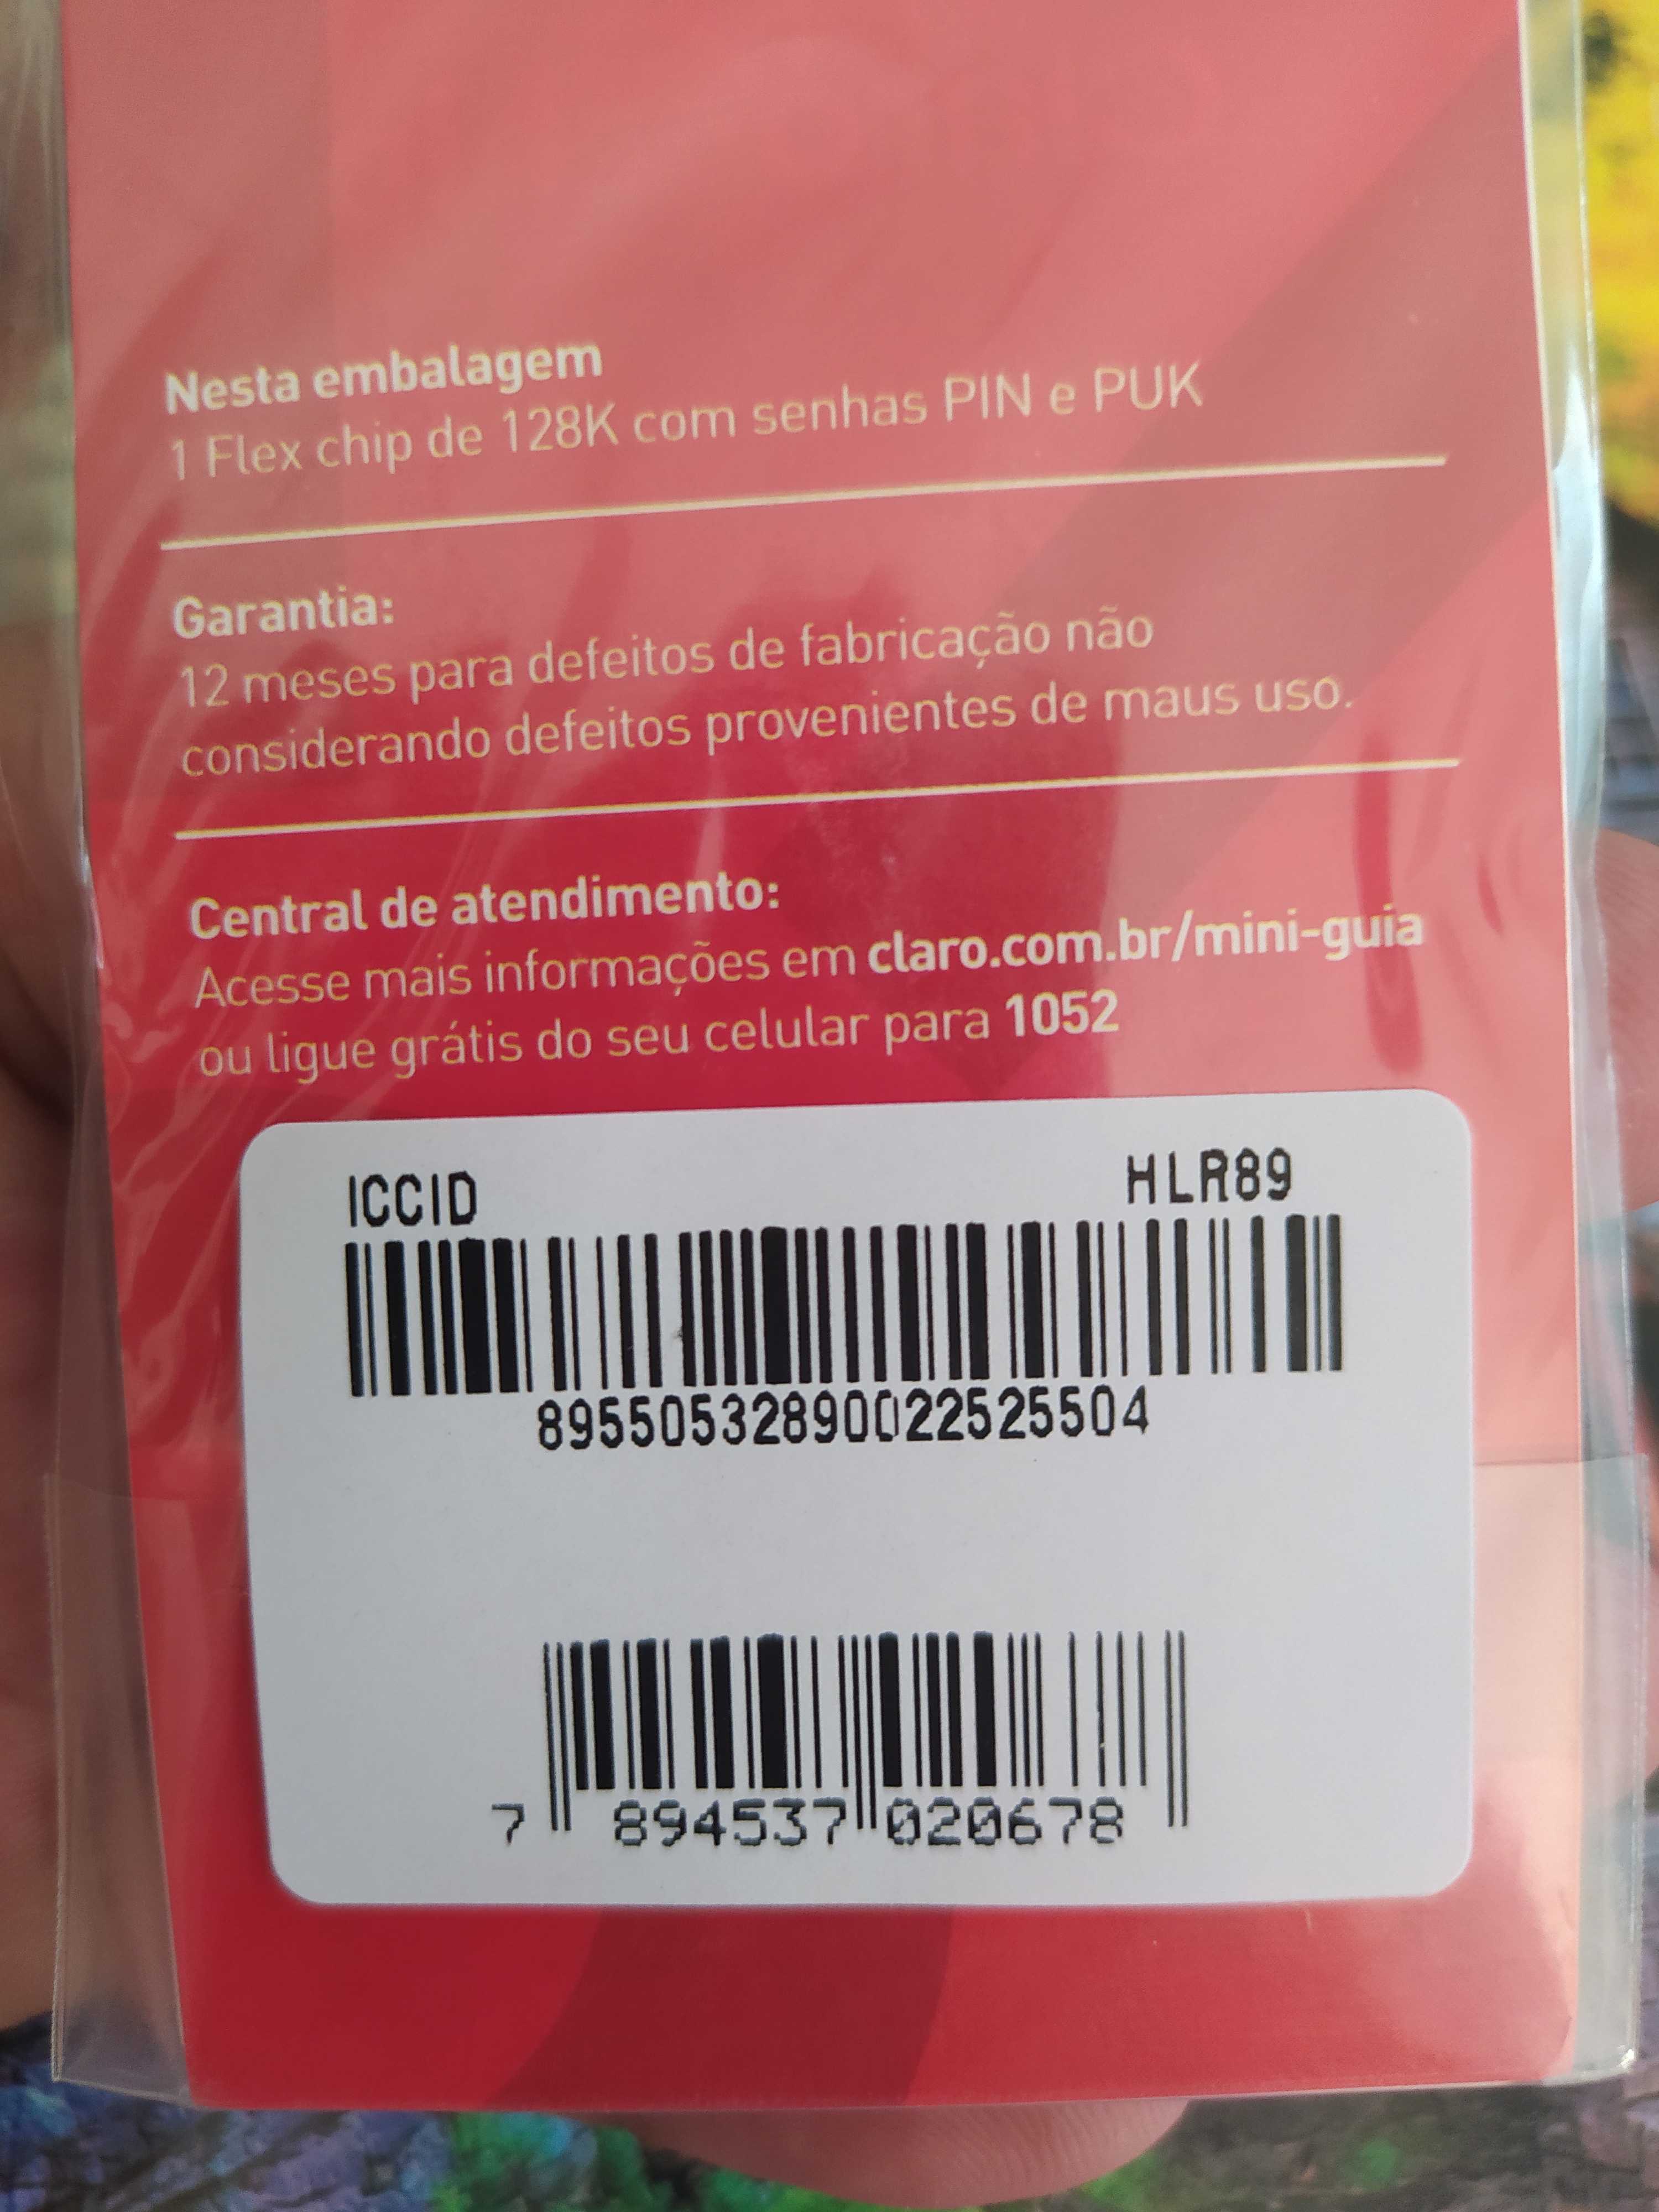 Nesta embalagem
1 Flex chip de 128K com senhas PIN e PUK
Garantia:
12 meses para defeitos de fabricação não
considerando defeitos provenientes de maus uso.
Central de atendimento:
Acesse mais informações em claro.com.br/mini-guia
ou ligue grátis do seu celular para 1052
ICCID HLR89
89550532890022525504
7 894537 020678